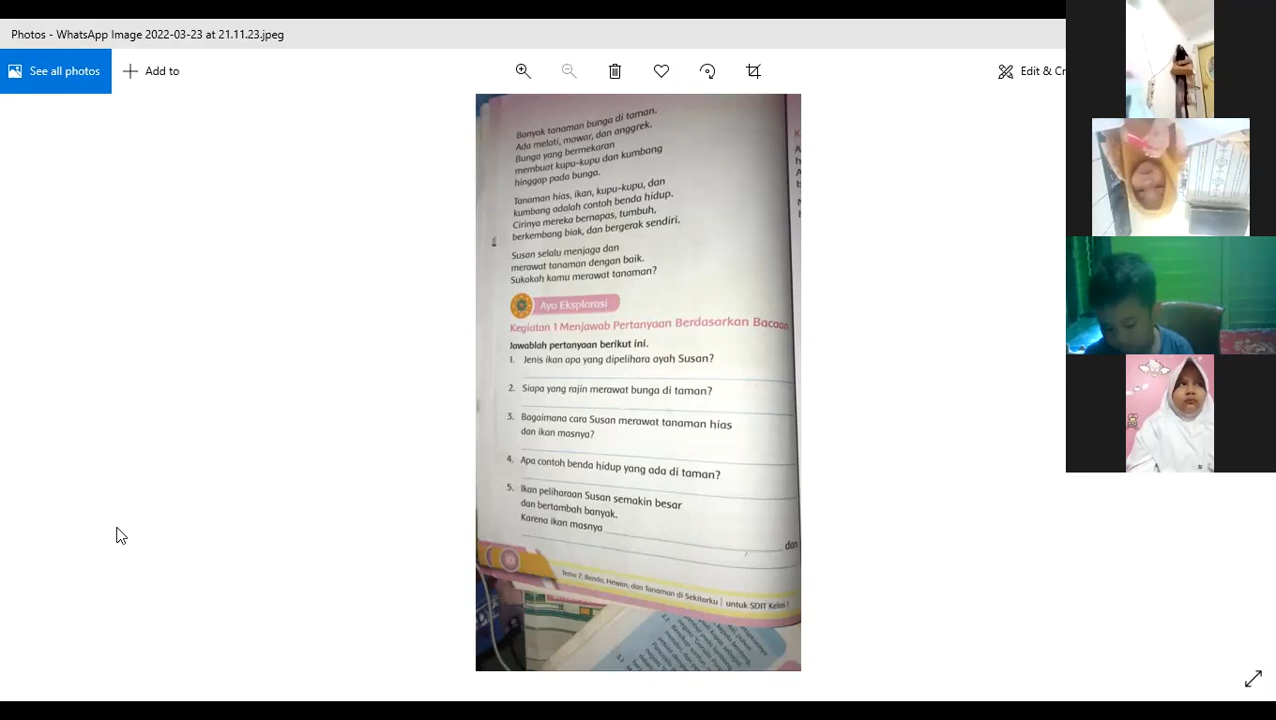 Photos - WhatsApp Image 2022-03-23 at 21.11.23.jpeg
See all photos
Add to
Edit & Cr
Banyak tanaman bunga di taman.
Ada melati, mawar, dan anggrek.
Bunga yang bermekaran
membuat kupu-kupu dan kumbang
hinggap pada bunga.
Tanaman hias, ikan, kupu-kupu, dan
kumbang adalah contoh benda hidup.
Cirinya mereka bernapas, tumbuh,
berkembang biak, dan bergerak sendiri.
Susan selalu menjaga dan
merawat tanaman dengan baik.
Sukakah kamu merawat tanaman?
Ayo Eksplorasi
Kegiatan 1 Menjawab Pertanyaan Berdasarkan Bacaan
Jawablah pertanyaan berikut ini.
1. Jenis ikan apa yang dipelihara ayah Susan?
2. Siapa yang rajin merawat bunga di taman?
3. Bagaimana cara Susan merawat tanaman hias
dan ikan masnya?
4. Apa contoh benda hidup yang ada di taman?
5. Ikan peliharaan Susan semakin besar
dan bertambah banyak.
Karena ikan masnya
dan
Tema 7: Benda, Hewan, dan Tanaman di Sekitarku | untuk SDIT Kelas 1